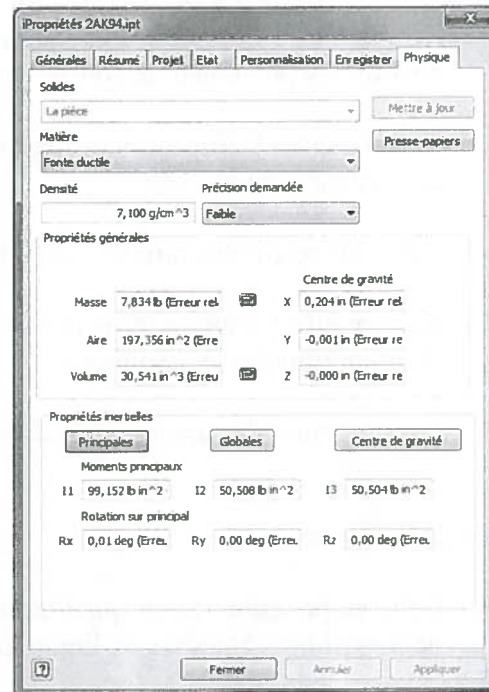 iPropriétés 2AK94.ipt
Générales Résumé Projet Etat Personnalisation Enregistrer Physique
Solides
La pièce Mettre à jour
Matière Presse-papiers
Fonte ductile
Densité Précision demandée
7,100 g/cm^3 Faible
Propriétés générales
Centre de gravité
Masse 7,834 lb (Erreur rel X 0,204 in (Erreur rel
Aire 197,356 in^2 (Erre Y -0,001 in (Erreur re
Volume 30,541 in^3 (Erreu Z -0,000 in (Erreur re
Propriétés inertielles
Principales Globales Centre de gravité
Moments principaux
I1 99,152 lb in^2 I2 50,508 lb in^2 I3 50,504 lb in^2
Rotation sur principal
Rx 0,01 deg (Erreu Ry 0,00 deg (Erreu Rz 0,00 deg (Erreu
? Fermer Annuler Appliquer